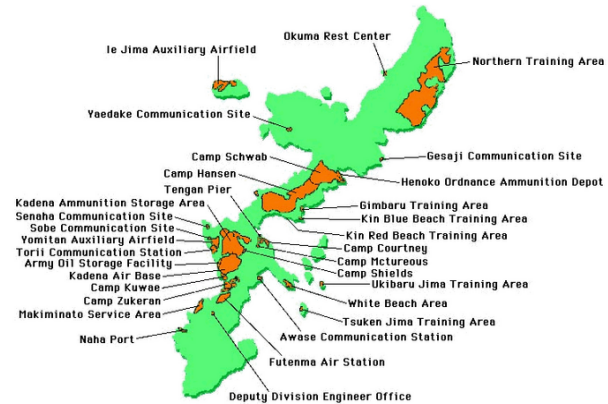 Ie Jima Auxiliary Airfield
Okuma Rest Center
Northern Training Area
Yaedake Communication Site
Camp Schwab
Gesaji Communication Site
Camp Hansen
Henoko Ordnance Ammunition Depot
Tengan Pier
Kadena Ammunition Storage Area
Gimbaru Training Area
Senaha Communication Site
Kin Blue Beach Training Area
Sobe Communication Site
Kin Red Beach Training Area
Yomitan Auxiliary Airfield
Camp Courtney
Torii Communication Station
Camp Mctureous
Army Oil Storage Facility
Camp Shields
Kadena Air Base
Ukibaru Jima Training Area
Camp Kuwae
White Beach Area
Camp Zukeran
Makiminato Service Area
Tsuken Jima Training Area
Naha Port
Awase Communication Station
Futenma Air Station
Deputy Division Engineer Office